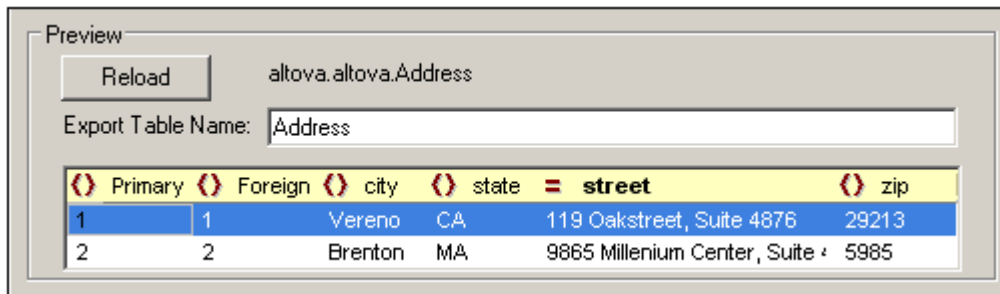 Preview
Reload altova.altova.Address
Export Table Name: Address
<> Primary <> Foreign <> city <> state = street <> zip
1 1 Vereno CA 119 Oakstreet, Suite 4876 29213
2 2 Brenton MA 9865 Millenium Center, Suite 5985